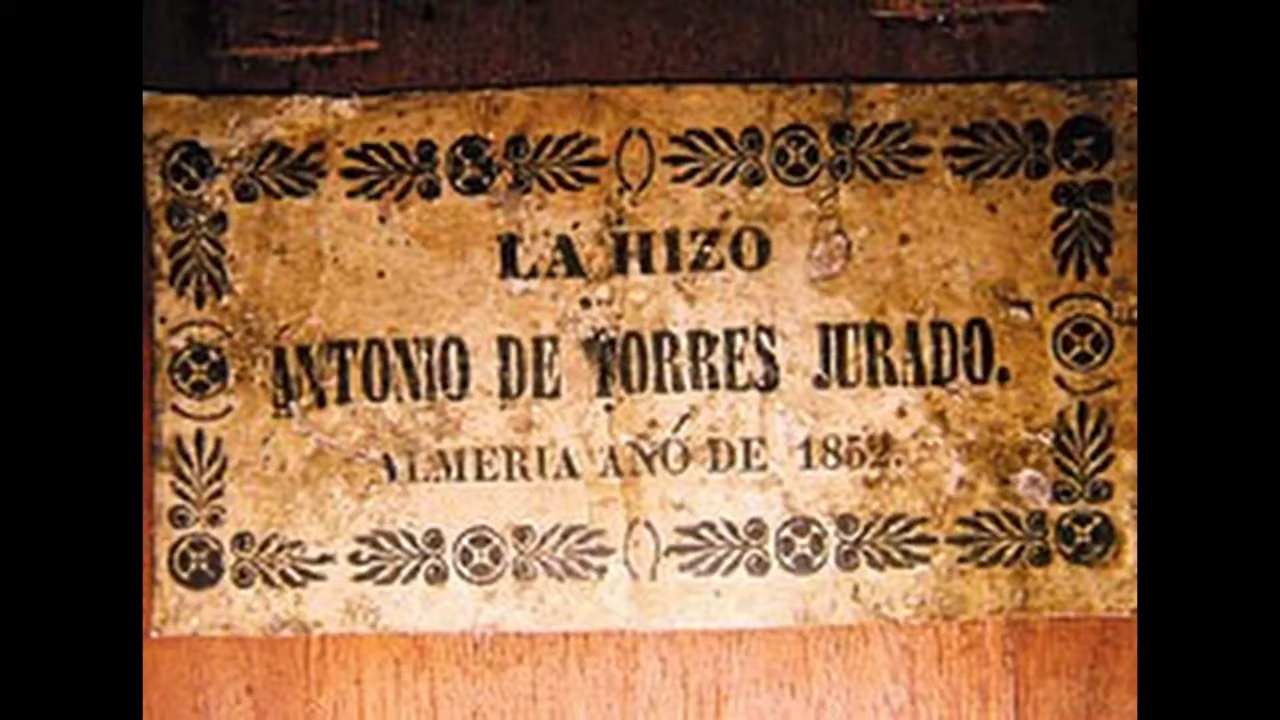 LA HIZO
ANTONIO DE TORRES JURADO.
ALMERIA AÑO DE 1852.